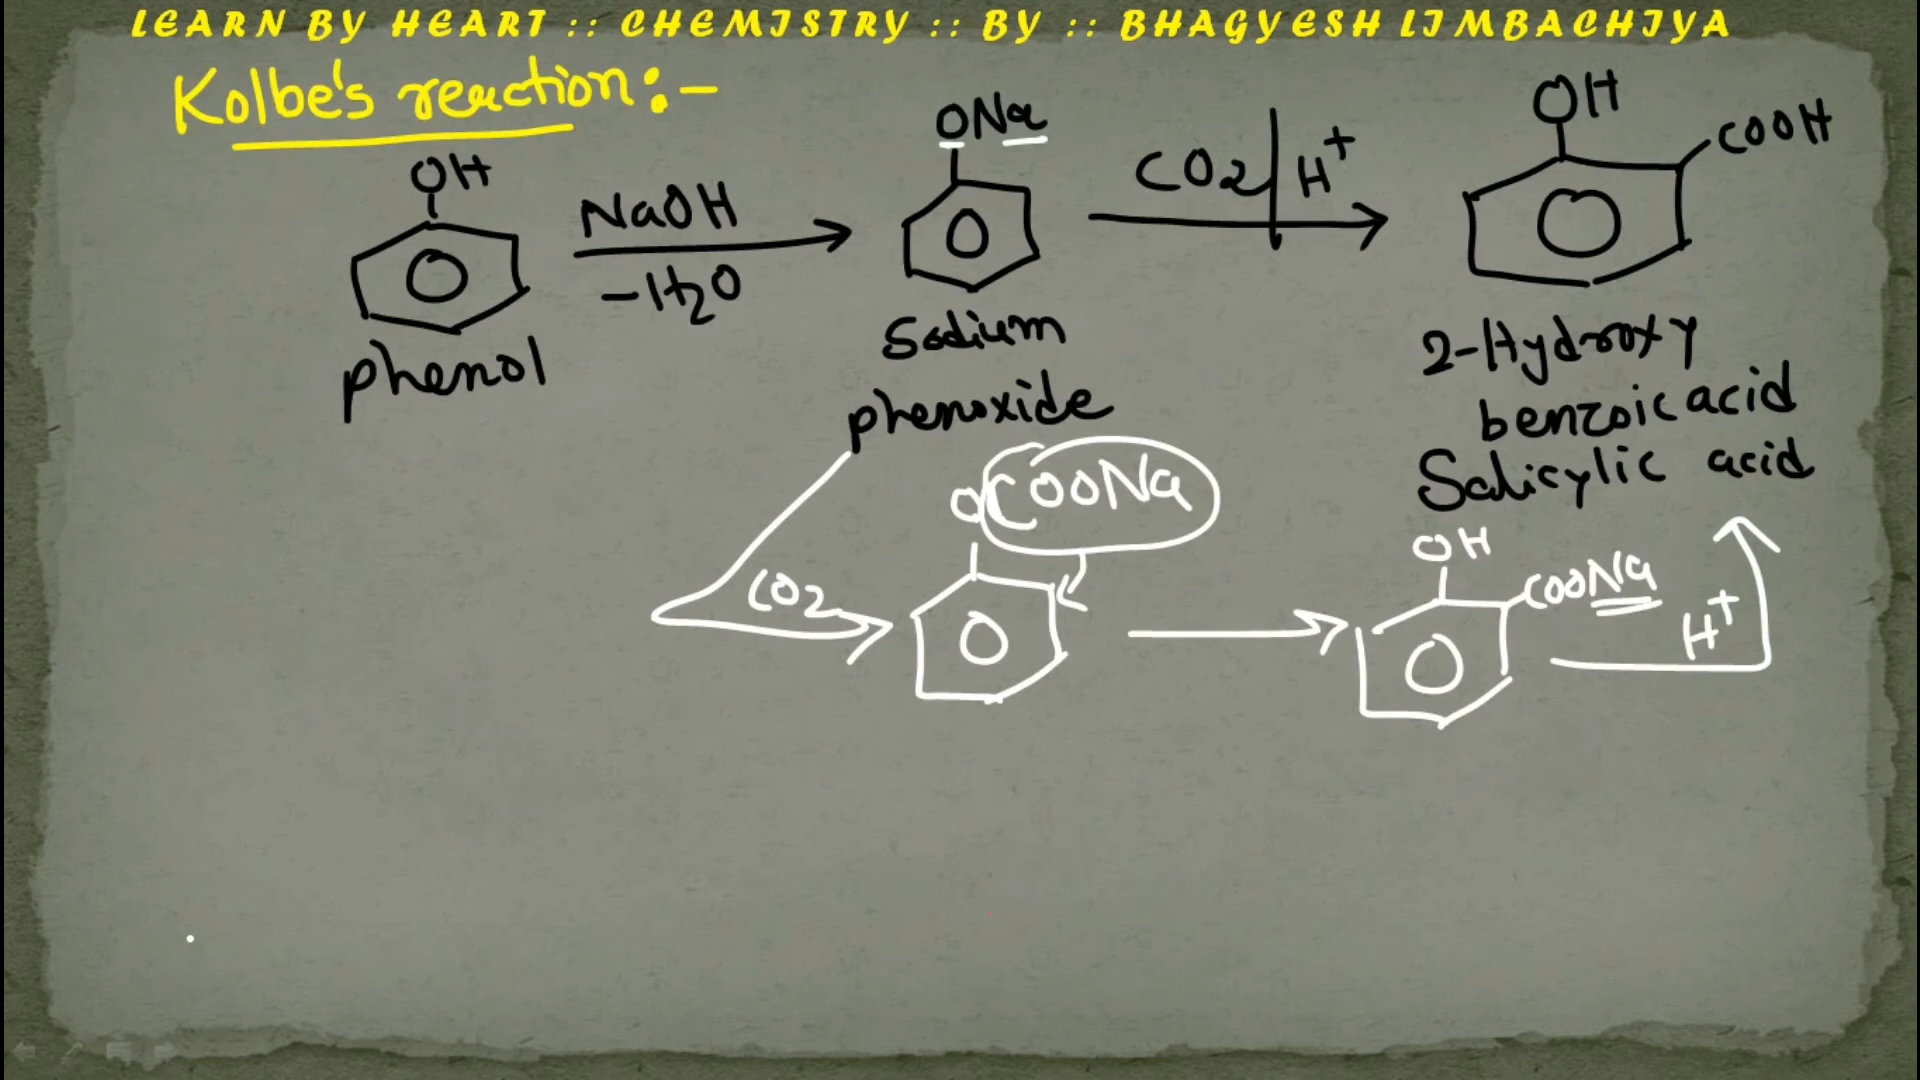 LEARN BY HEART :: CHEMISTRY :: BY :: BHAGYESH LIMBACHIYA
Kolbe's reaction:-
OH
NaOH
-H2O
phenol
ONa
CO2 | H+
Sodium
phenoxide
OH
COOH
2-Hydroxy
benzoic acid
Salicylic acid
CO2
OCOONa
OH
COONa
H+